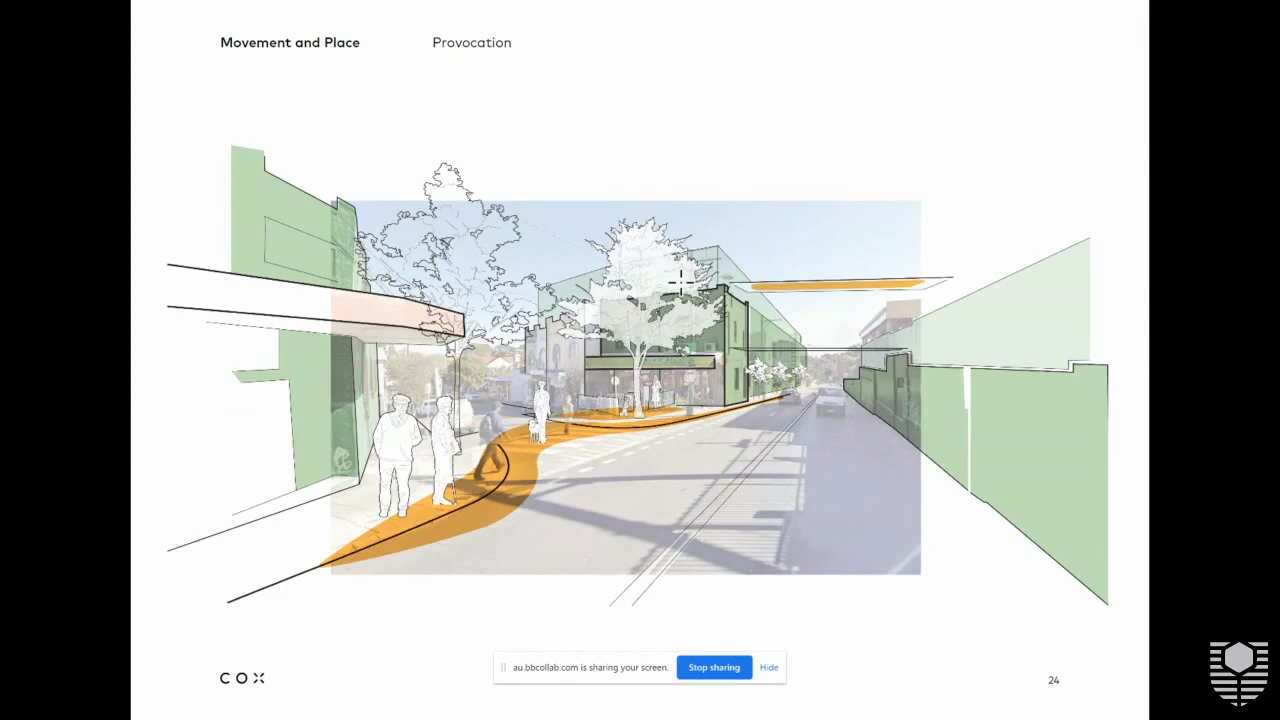 Movement and Place
Provocation
au.bbcollab.com is sharing your screen.
Stop sharing
Hide
COX
24